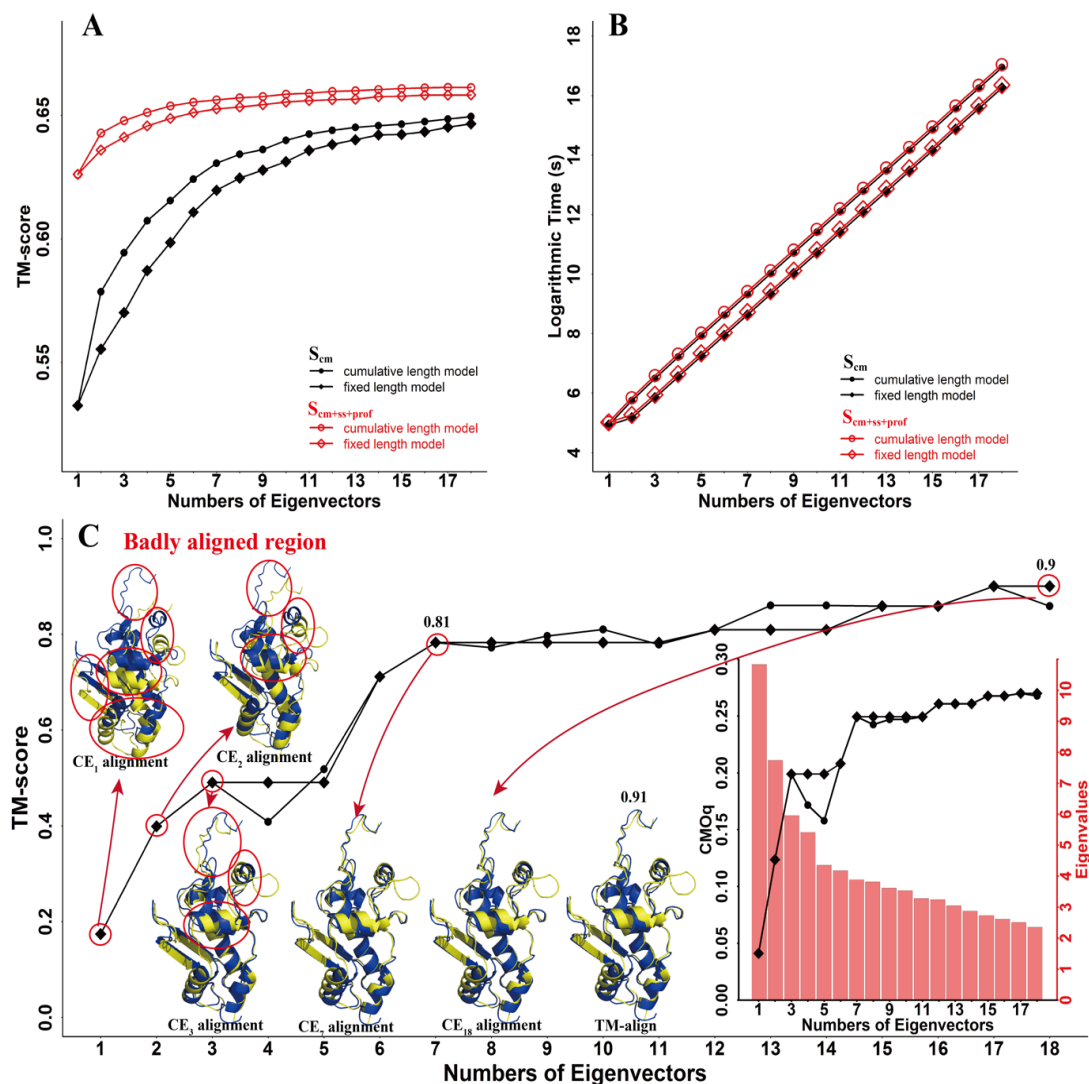 A
TM-score
0.65
0.60
0.55
S cm
cumulative length model
fixed length model
S cm+ss+prof
cumulative length model
fixed length model
1 3 5 7 9 11 13 15 17
Numbers of Eigenvectors
B
Logarithmic Time (s)
18
16
14
12
10
8
6
4
S cm
cumulative length model
fixed length model
S cm+ss+prof
cumulative length model
fixed length model
1 3 5 7 9 11 13 15 17
Numbers of Eigenvectors
C
Badly aligned region
TM-score
1.0
0.8
0.6
0.4
0.2
0.0
CE1 alignment
CE2 alignment
0.81
0.9
0.91
CE3 alignment
CE7 alignment
CE18 alignment
TM-align
1 2 3 4 5 6 7 8 9 10 11 12 13 14 15 16 17 18
Numbers of Eigenvectors
CMOq
0.30
0.25
0.20
0.15
0.10
0.05
0.00
Eigenvalues
10
9
8
7
6
5
4
3
2
1
0
1 3 5 7 9 11 13 15 17
Numbers of Eigenvectors